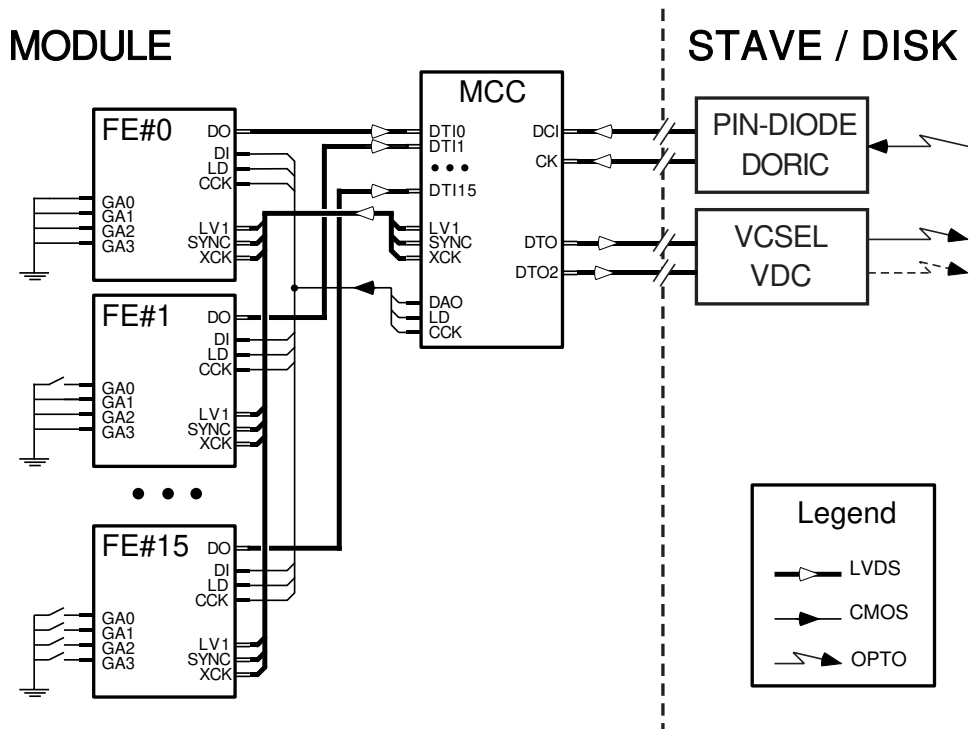 MODULE
STAVE / DISK
FE#0
DO
DI
LD
CCK
GA0
GA1
GA2
GA3
LV1
SYNC
XCK
FE#1
DO
DI
LD
CCK
GA0
GA1
GA2
GA3
LV1
SYNC
XCK
FE#15
DO
DI
LD
CCK
GA0
GA1
GA2
GA3
LV1
SYNC
XCK
MCC
DTI0
DTI1
DTI15
LV1
SYNC
XCK
DAO
LD
CCK
DCI
CK
DTO
DTO2
PIN-DIODE
DORIC
VCSEL
VDC
Legend
LVDS
CMOS
OPTO